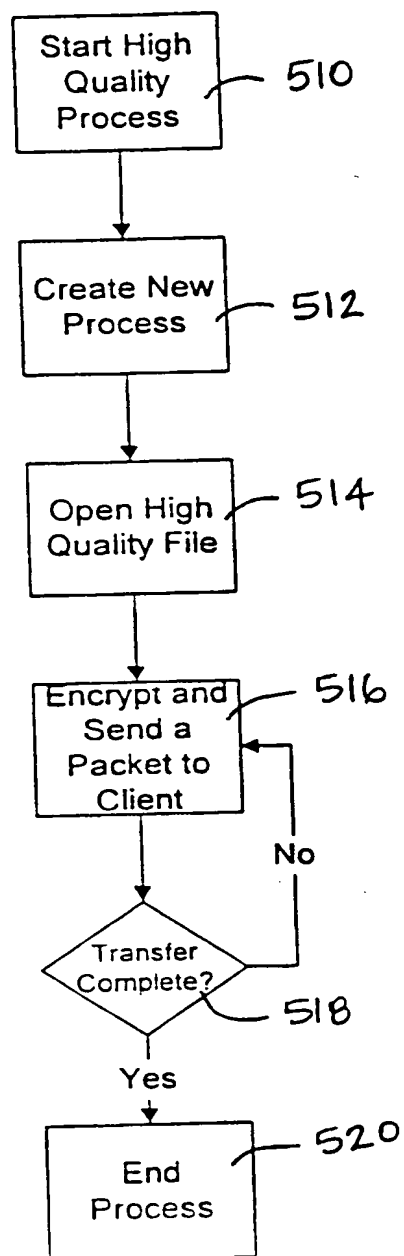 Start High
Quality
Process
510
Create New
Process
512
Open High
Quality File
514
Encrypt and
Send a
Packet to
Client
516
No
Transfer
Complete?
518
Yes
End
Process
520